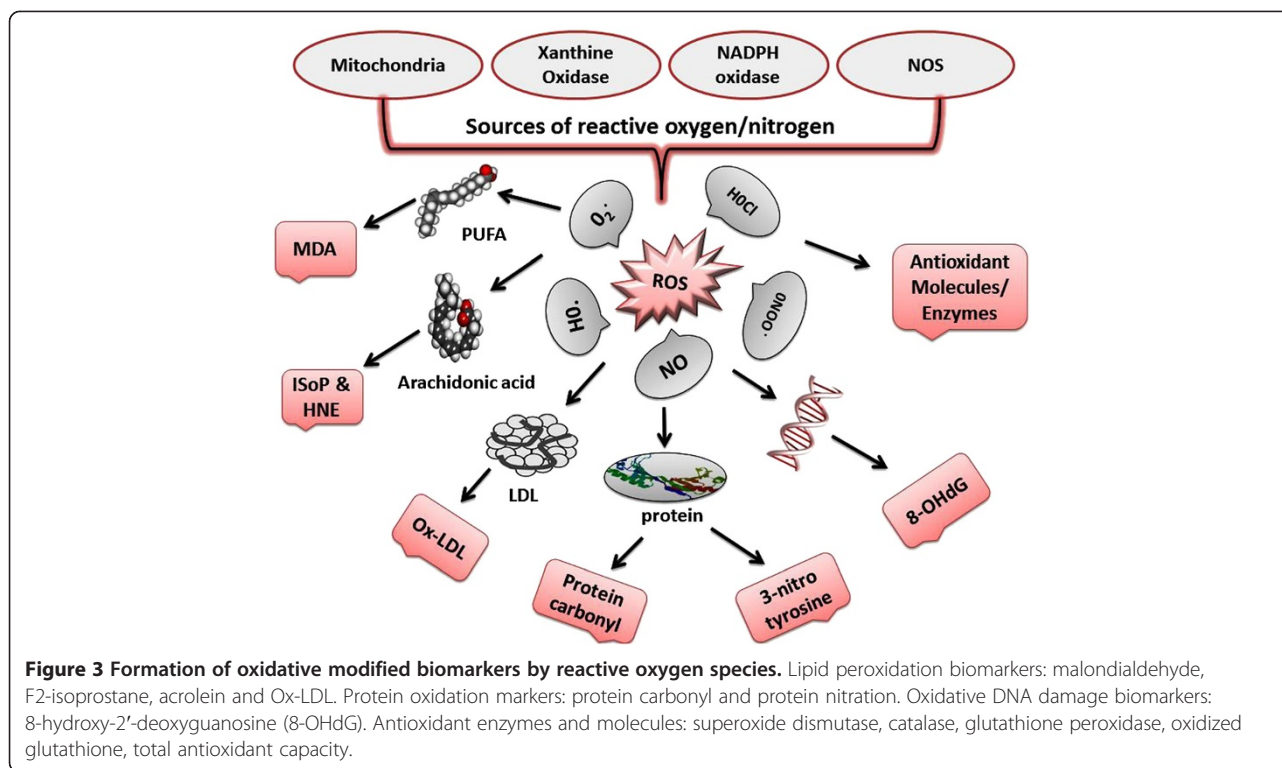 Mitochondria
Xanthine
Oxidase
NADPH
oxidase
NOS
Sources of reactive oxygen/nitrogen
O₂·
H0Cl
PUFA
MDA
ROS
Antioxidant
Molecules/
Enzymes
H0·
ONOO·
NO
Arachidonic acid
ISoP &
HNE
LDL
protein
8-OHdG
Ox-LDL
Protein
carbonyl
3-nitro
tyrosine
Figure 3 Formation of oxidative modified biomarkers by reactive oxygen species. Lipid peroxidation biomarkers: malondialdehyde,
F2-isoprostane, acrolein and Ox-LDL. Protein oxidation markers: protein carbonyl and protein nitration. Oxidative DNA damage biomarkers:
8-hydroxy-2′-deoxyguanosine (8-OHdG). Antioxidant enzymes and molecules: superoxide dismutase, catalase, glutathione peroxidase, oxidized
glutathione, total antioxidant capacity.